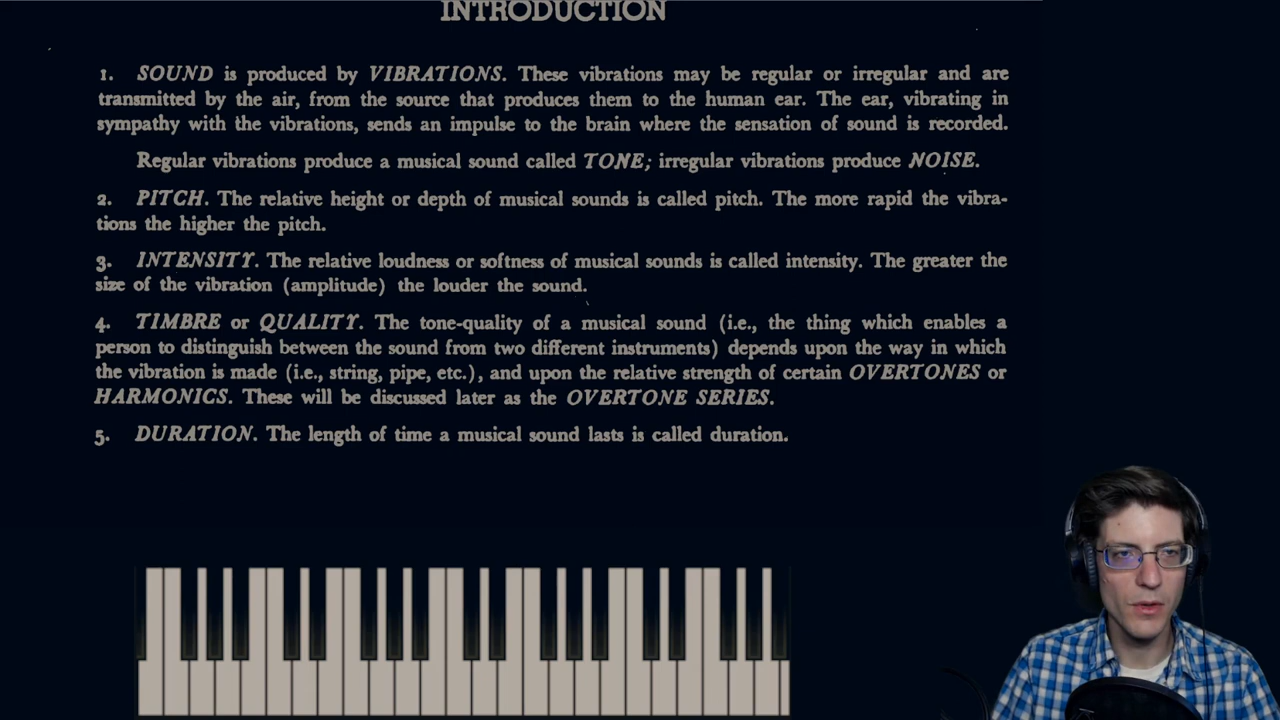 INTRODUCTION
1. SOUND is produced by VIBRATIONS. These vibrations may be regular or irregular and are
transmitted by the air, from the source that produces them to the human ear. The ear, vibrating in
sympathy with the vibrations, sends an impulse to the brain where the sensation of sound is recorded.
Regular vibrations produce a musical sound called TONE; irregular vibrations produce NOISE.
2. PITCH. The relative height or depth of musical sounds is called pitch. The more rapid the vibra-
tions the higher the pitch.
3. INTENSITY. The relative loudness or softness of musical sounds is called intensity. The greater the
size of the vibration (amplitude) the louder the sound.
4. TIMBRE or QUALITY. The tone-quality of a musical sound (i.e., the thing which enables a
person to distinguish between the sound from two different instruments) depends upon the way in which
the vibration is made (i.e., string, pipe, etc.), and upon the relative strength of certain OVERTONES or
HARMONICS. These will be discussed later as the OVERTONE SERIES.
5. DURATION. The length of time a musical sound lasts is called duration.